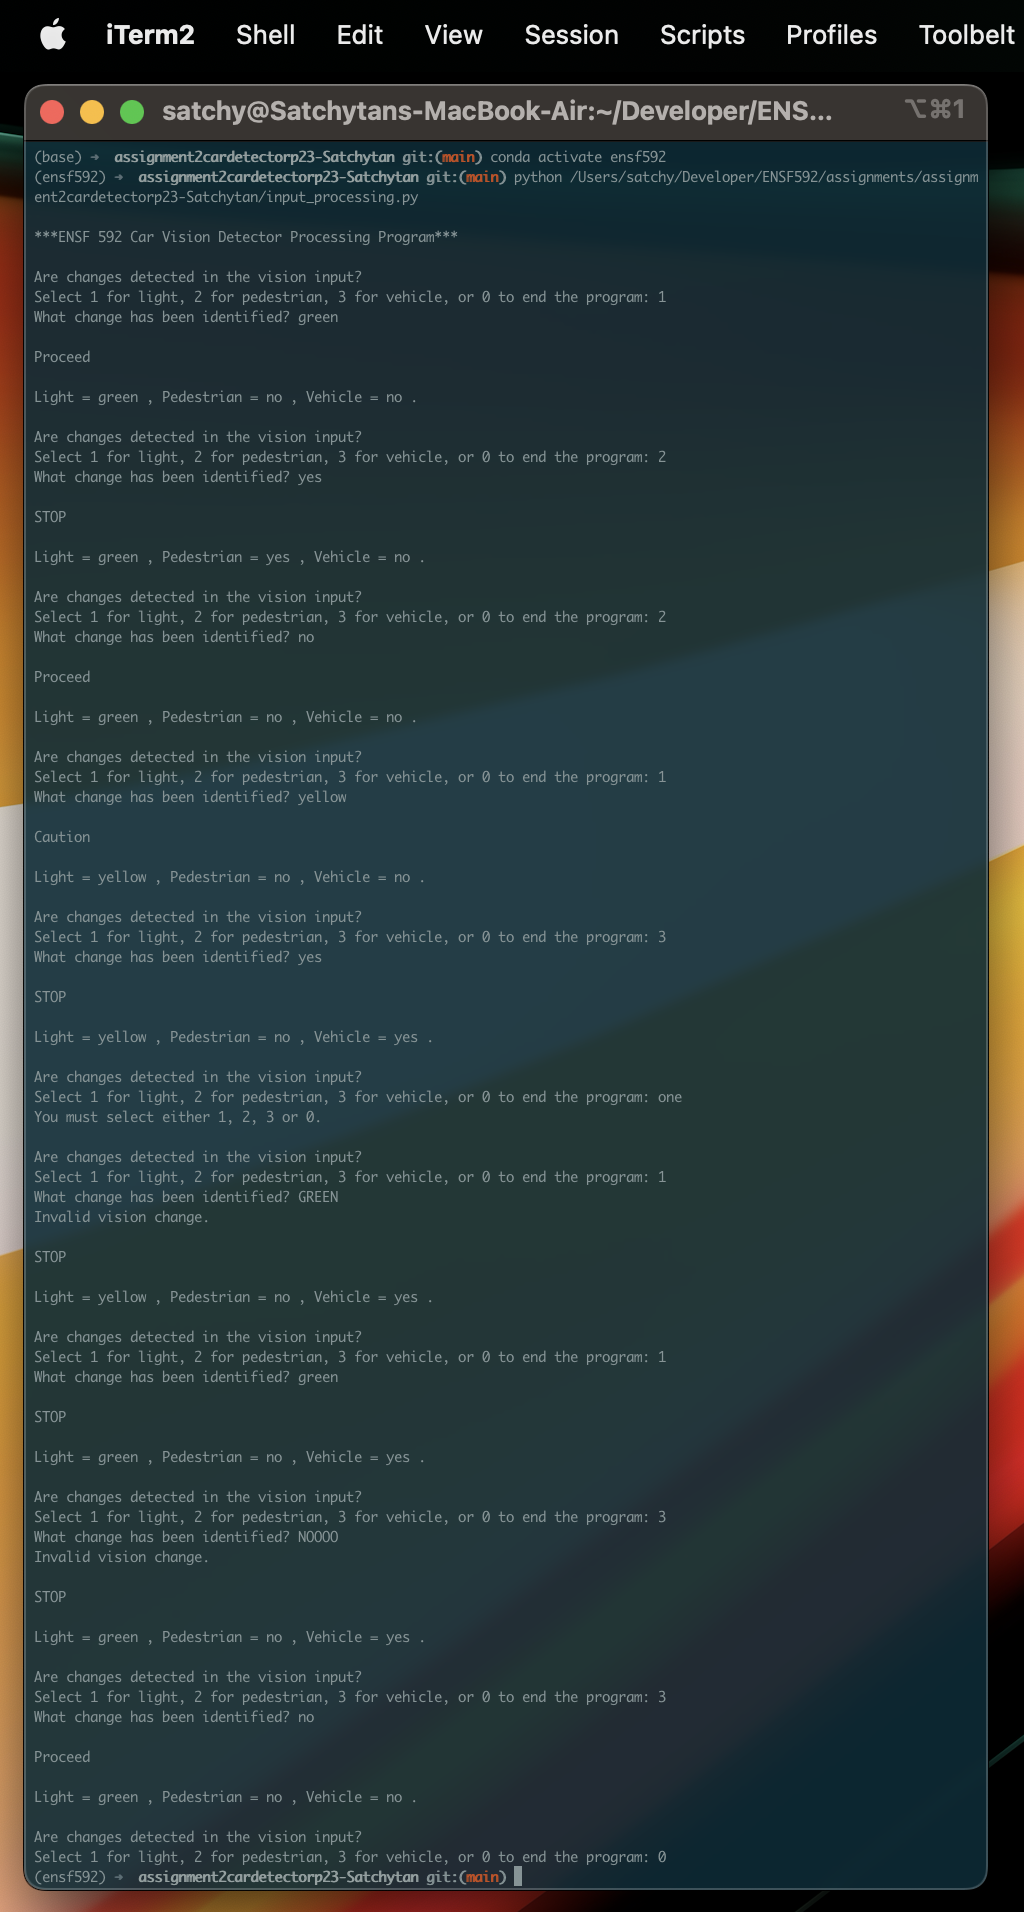 iTerm2 Shell Edit View Session Scripts Profiles Toolbelt
satchy@Satchytans-MacBook-Air:~/Developer/ENS... ⌥⌘1
(base) ➜ assignment2cardetectorp23-Satchytan git:(main) conda activate ensf592
(ensf592) ➜ assignment2cardetectorp23-Satchytan git:(main) python /Users/satchy/Developer/ENSF592/assignments/assignm
ent2cardetectorp23-Satchytan/input_processing.py
***ENSF 592 Car Vision Detector Processing Program***
Are changes detected in the vision input?
Select 1 for light, 2 for pedestrian, 3 for vehicle, or 0 to end the program: 1
What change has been identified? green
Proceed
Light = green , Pedestrian = no , Vehicle = no .
Are changes detected in the vision input?
Select 1 for light, 2 for pedestrian, 3 for vehicle, or 0 to end the program: 2
What change has been identified? yes
STOP
Light = green , Pedestrian = yes , Vehicle = no .
Are changes detected in the vision input?
Select 1 for light, 2 for pedestrian, 3 for vehicle, or 0 to end the program: 2
What change has been identified? no
Proceed
Light = green , Pedestrian = no , Vehicle = no .
Are changes detected in the vision input?
Select 1 for light, 2 for pedestrian, 3 for vehicle, or 0 to end the program: 1
What change has been identified? yellow
Caution
Light = yellow , Pedestrian = no , Vehicle = no .
Are changes detected in the vision input?
Select 1 for light, 2 for pedestrian, 3 for vehicle, or 0 to end the program: 3
What change has been identified? yes
STOP
Light = yellow , Pedestrian = no , Vehicle = yes .
Are changes detected in the vision input?
Select 1 for light, 2 for pedestrian, 3 for vehicle, or 0 to end the program: one
You must select either 1, 2, 3 or 0.
Are changes detected in the vision input?
Select 1 for light, 2 for pedestrian, 3 for vehicle, or 0 to end the program: 1
What change has been identified? GREEN
Invalid vision change.
STOP
Light = yellow , Pedestrian = no , Vehicle = yes .
Are changes detected in the vision input?
Select 1 for light, 2 for pedestrian, 3 for vehicle, or 0 to end the program: 1
What change has been identified? green
STOP
Light = green , Pedestrian = no , Vehicle = yes .
Are changes detected in the vision input?
Select 1 for light, 2 for pedestrian, 3 for vehicle, or 0 to end the program: 3
What change has been identified? NOOOO
Invalid vision change.
STOP
Light = green , Pedestrian = no , Vehicle = yes .
Are changes detected in the vision input?
Select 1 for light, 2 for pedestrian, 3 for vehicle, or 0 to end the program: 3
What change has been identified? no
Proceed
Light = green , Pedestrian = no , Vehicle = no .
Are changes detected in the vision input?
Select 1 for light, 2 for pedestrian, 3 for vehicle, or 0 to end the program: 0
(ensf592) ➜ assignment2cardetectorp23-Satchytan git:(main)